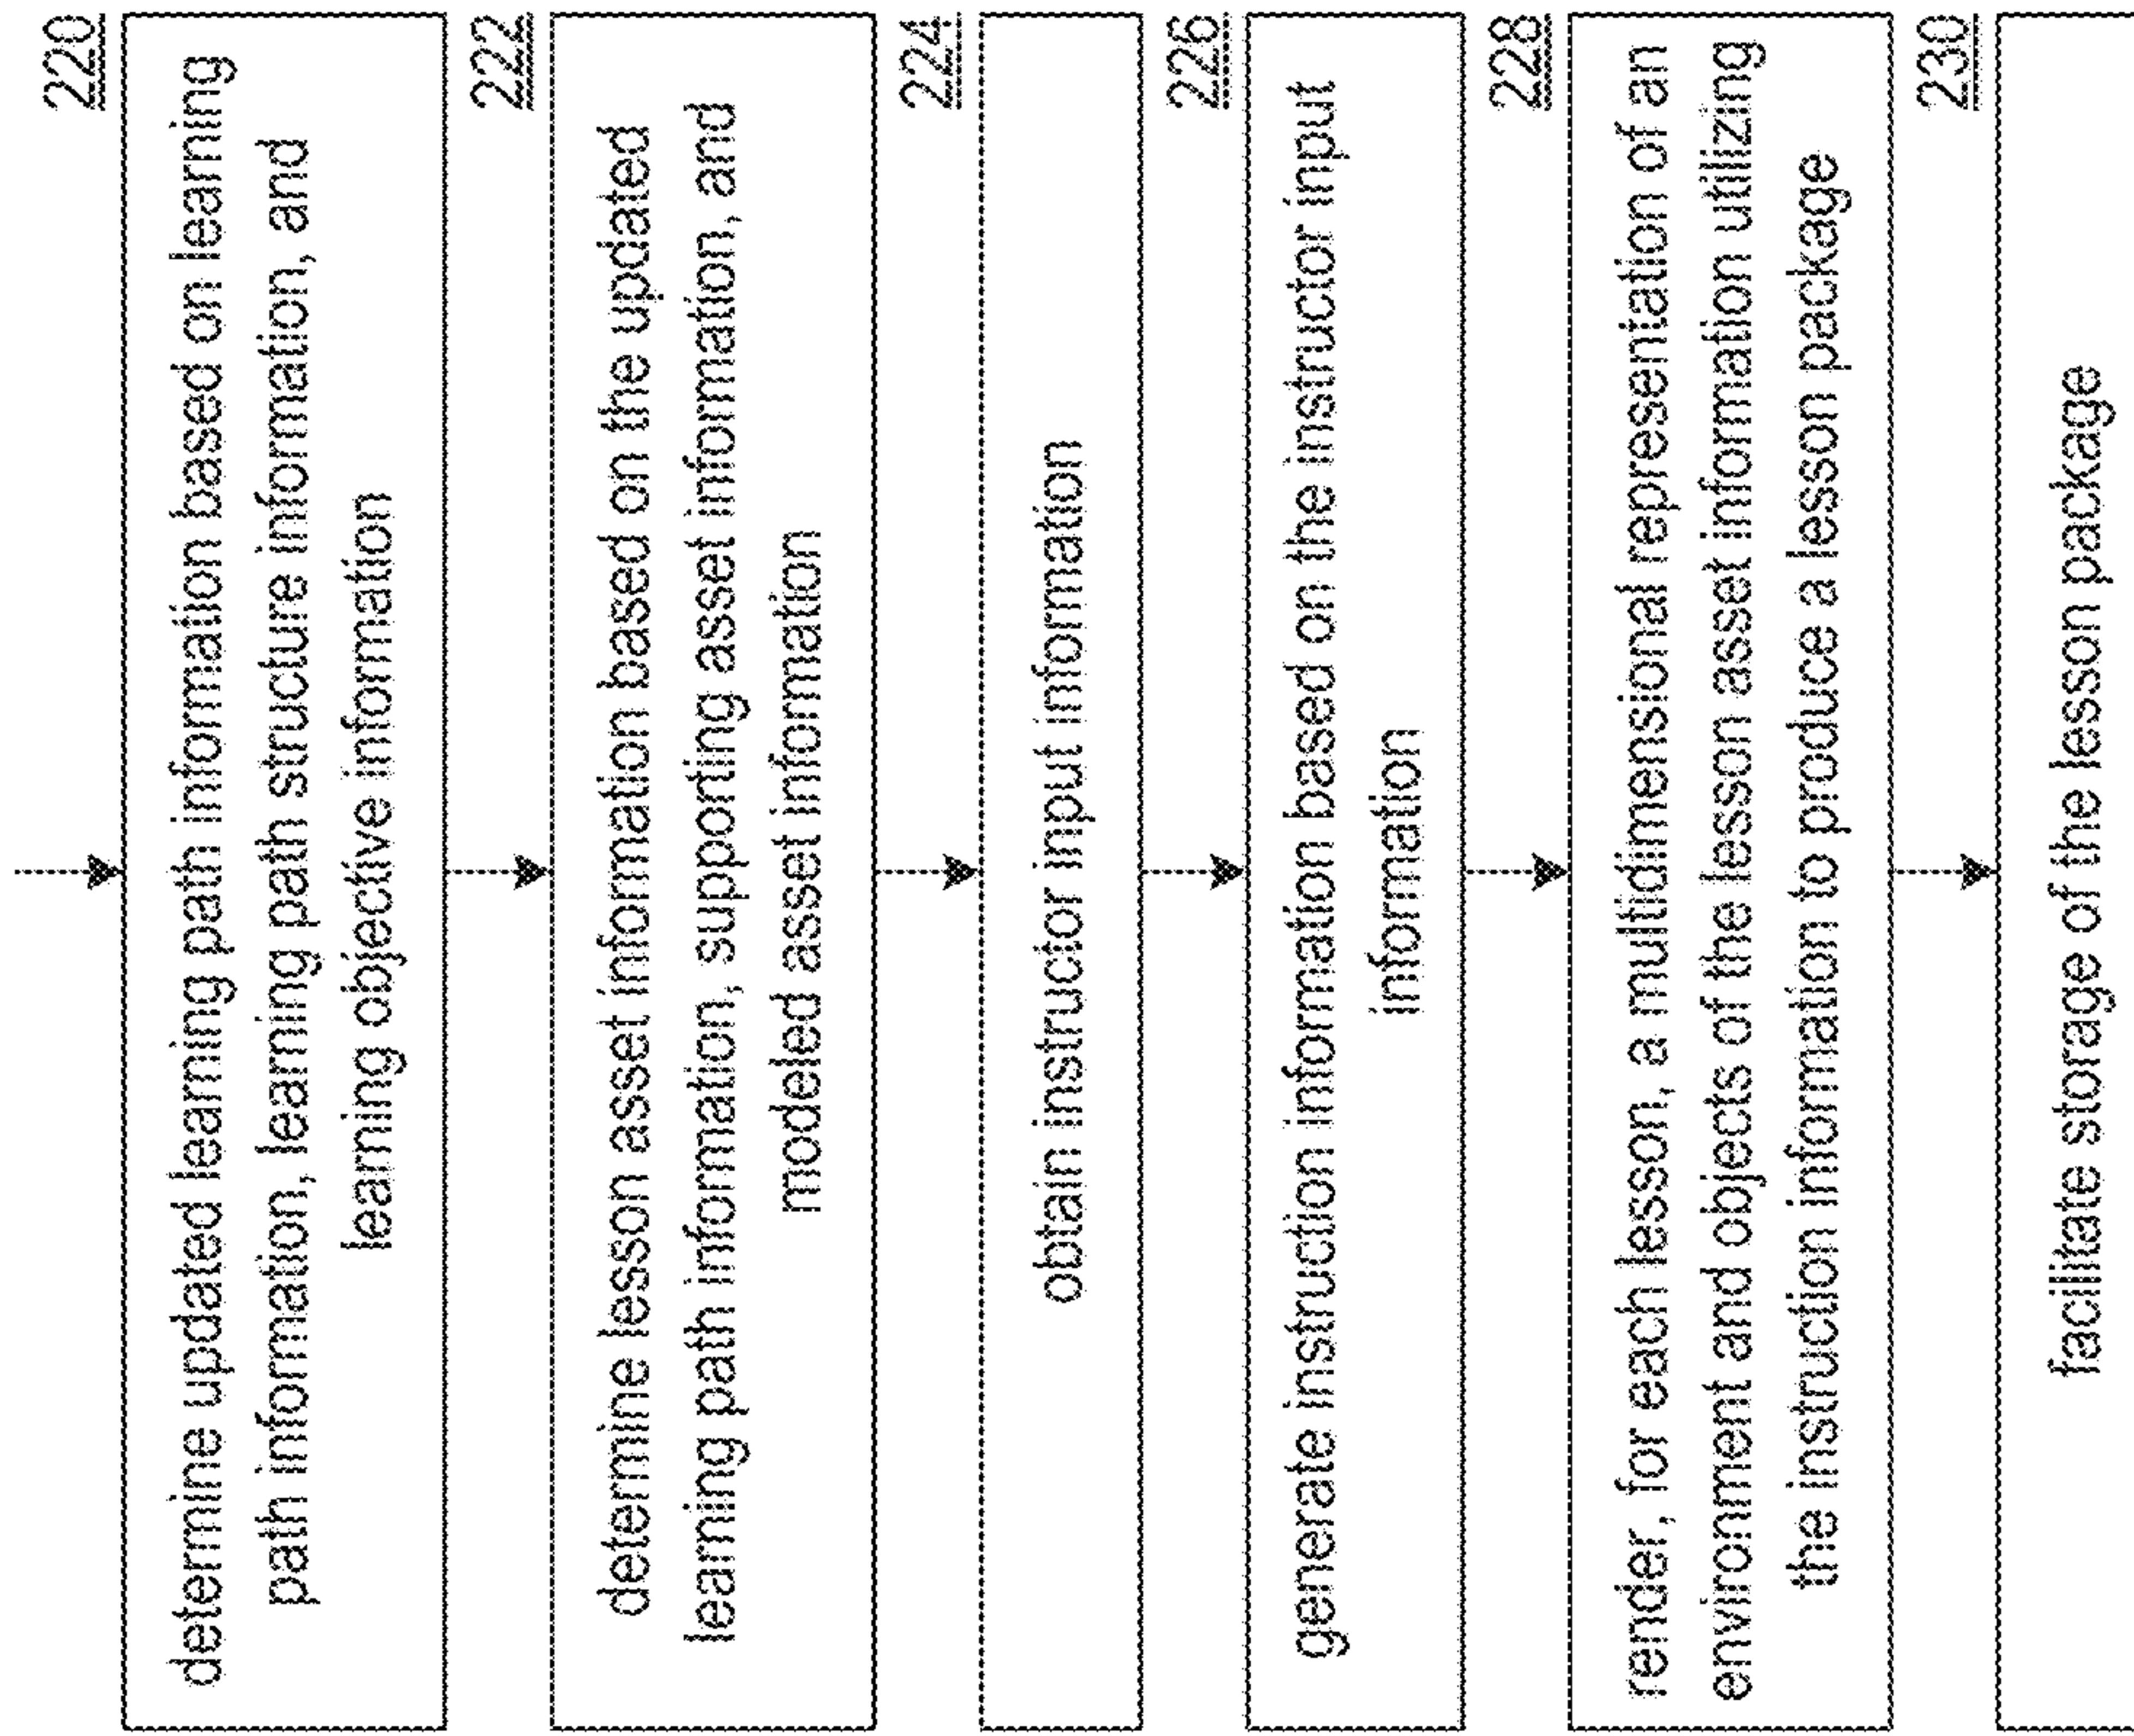 220
determine updated learning path information based on learning
path information, learning path structure information, and
learning objective information
222
determine lesson asset information based on the updated
learning path information, supporting asset information, and
modeled asset information
224
obtain instructor input information
226
generate instruction information based on the instructor input
information
228
render, for each lesson, a multidimensional representation of an
environment and objects of the lesson asset information utilizing
the instruction information to produce a lesson package
230
facilitate storage of the lesson package